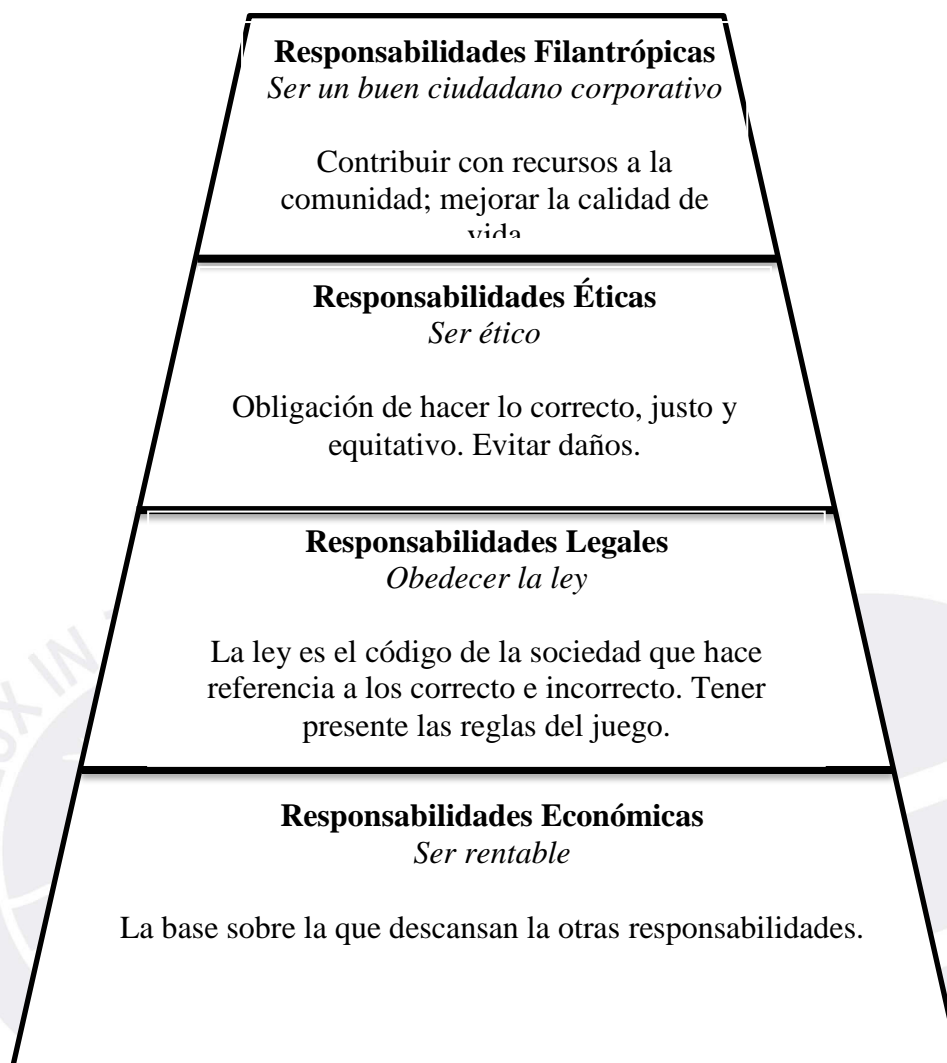 Responsabilidades Filantrópicas
Ser un buen ciudadano corporativo
Contribuir con recursos a la
comunidad; mejorar la calidad de
vida
Responsabilidades Éticas
Ser ético
Obligación de hacer lo correcto, justo y
equitativo. Evitar daños.
Responsabilidades Legales
Obedecer la ley
La ley es el código de la sociedad que hace
referencia a los correcto e incorrecto. Tener
presente las reglas del juego.
Responsabilidades Económicas
Ser rentable
La base sobre la que descansan la otras responsabilidades.
IN